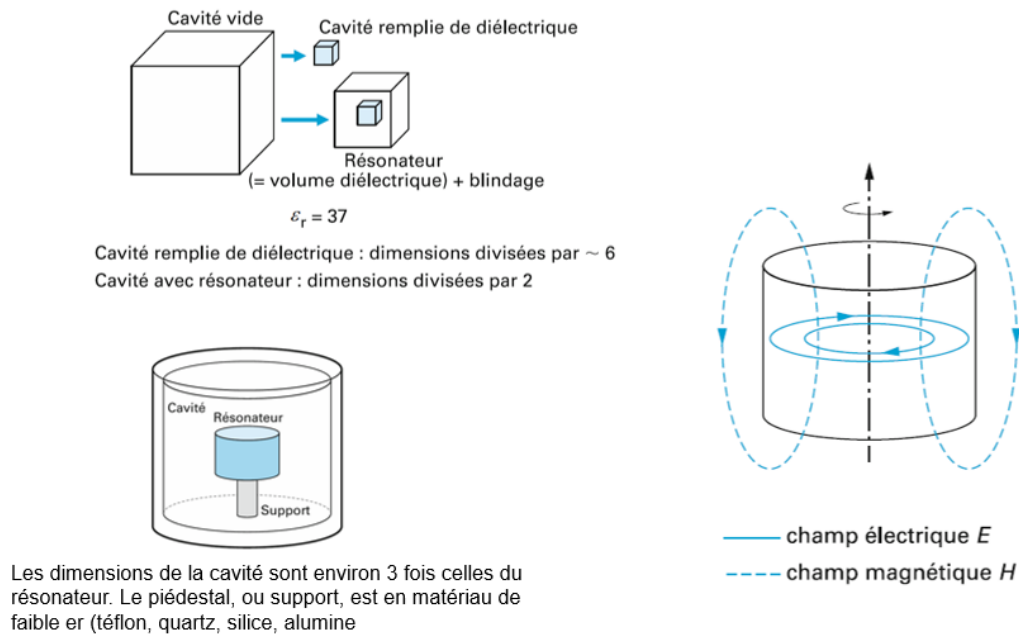 Cavité vide
Cavité remplie de diélectrique
Résonateur
(= volume diélectrique) + blindage
εr = 37
Cavité remplie de diélectrique : dimensions divisées par ~ 6
Cavité avec résonateur : dimensions divisées par 2
Cavité
Résonateur
Support
Les dimensions de la cavité sont environ 3 fois celles du
résonateur. Le piédestal, ou support, est en matériau de
faible er (téflon, quartz, silice, alumine
champ électrique E
champ magnétique H